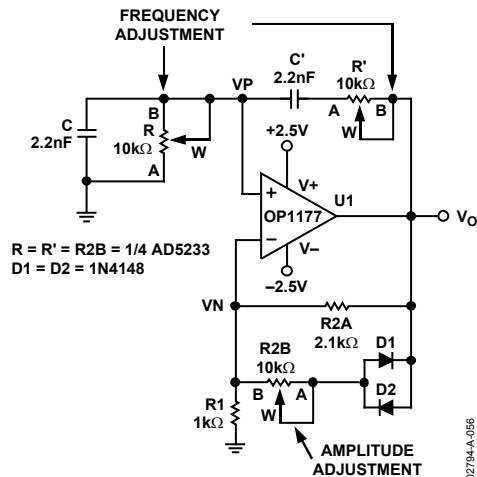 FREQUENCY
ADJUSTMENT
C'
2.2nF
R'
10kΩ
VP
A
B
W
C
2.2nF
B
R
10kΩ
A
W
+2.5V
V+
U1
+
OP1177
−
V−
−2.5V
VO
R = R' = R2B = 1/4 AD5233
D1 = D2 = 1N4148
VN
R2A
2.1kΩ
D1
D2
R2B
10kΩ
B
A
W
R1
1kΩ
AMPLITUDE
ADJUSTMENT
02794-A-056